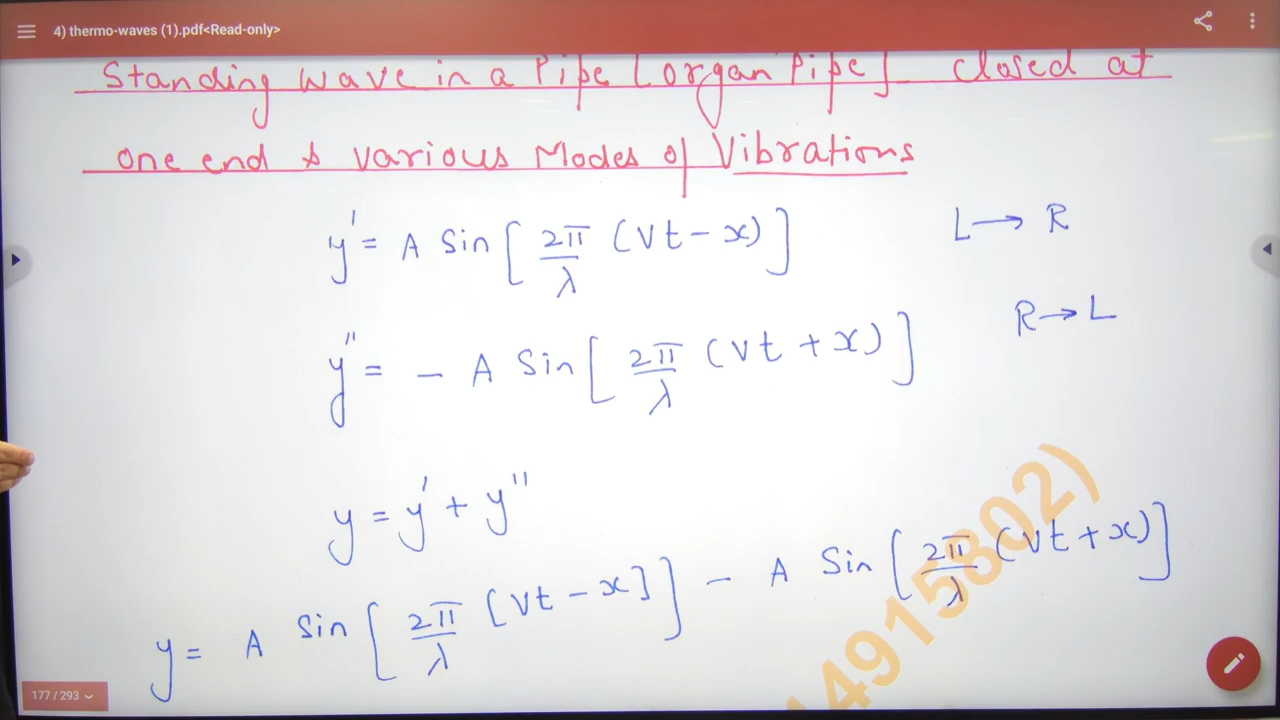 4) thermo-waves (1).pdf<Read-only>
Standing wave in a Pipe [organ Pipe] closed at
one end & various Modes of Vibrations
y' = A Sin [ 2π/λ (Vt - x) ] L → R
y'' = - A Sin [ 2π/λ (Vt + x) ] R → L
y = y' + y''
y = A Sin [ 2π/λ [Vt - x] ] - A Sin [ 2π/λ (Vt + x) ]
14915802)
177 / 293